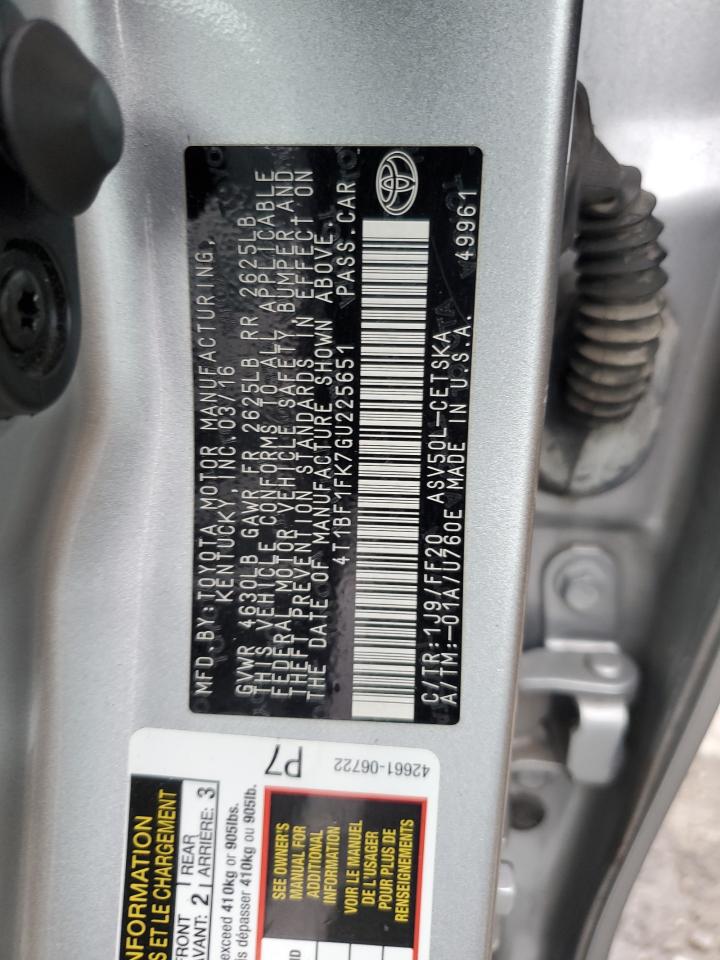 MFD.BY:TOYOTA MOTOR MANUFACTURING,
KENTUCKY, INC.03/16
GVWR 4630LB GAWR FR 2625LB RR 2625LB
THIS VEHICLE CONFORMS TO ALL APPLICABLE
FEDERAL MOTOR VEHICLE SAFETY, BUMPER, AND
THEFT PREVENTION STANDARDS IN EFFECT ON
THE DATE OF MANUFACTURE SHOWN ABOVE.
4T1BF1FK7GU225651 PASS.CAR
C/TR:1J9/FF20 ASV50L-CETSKA 49961
A/TM:-01A/U760E MADE IN U.S.A.
P7
42661-06722
INFORMATION
S ET LE CHARGEMENT
FRONT
AVANT: 2
REAR
ARRIÈRE: 3
exceed 410kg or 905lbs.
s dépasser 410kg ou 905lb.
SEE OWNER'S
MANUAL FOR
ADDITIONAL
INFORMATION
VOIR LE MANUEL
DE L'USAGER
POUR PLUS DE
RENSEIGNEMENTS